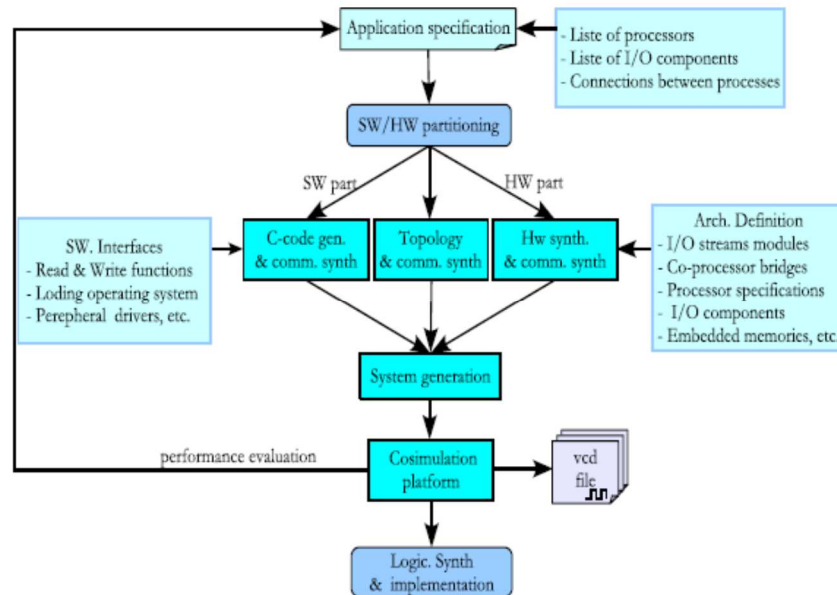 Application specification
- Liste of processors
- Liste of I/O components
- Connections between processes
SW/HW partitioning
SW part
HW part
SW. Interfaces
- Read & Write functions
- Loding operating system
- Perepheral drivers, etc.
C-code gen.
& comm. synth
Topology
& comm. synth
Hw synth.
& comm. synth
Arch. Definition
- I/O streams modules
- Co-processor bridges
- Processor specifications
- I/O components
- Embedded memories, etc.
System generation
performance evaluation
Cosimulation
platform
vcd
file
Logic. Synth
& implementation